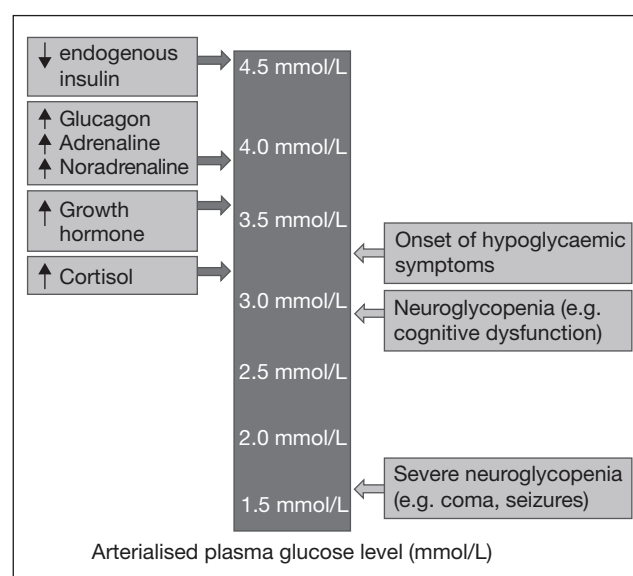 endogenous
insulin
Glucagon
Adrenaline
Noradrenaline
Growth
hormone
Cortisol
4.5 mmol/L
4.0 mmol/L
3.5 mmol/L
3.0 mmol/L
2.5 mmol/L
2.0 mmol/L
1.5 mmol/L
Onset of hypoglycaemic
symptoms
Neuroglycopenia (e.g.
cognitive dysfunction)
Severe neuroglycopenia
(e.g. coma, seizures)
Arterialised plasma glucose level (mmol/L)